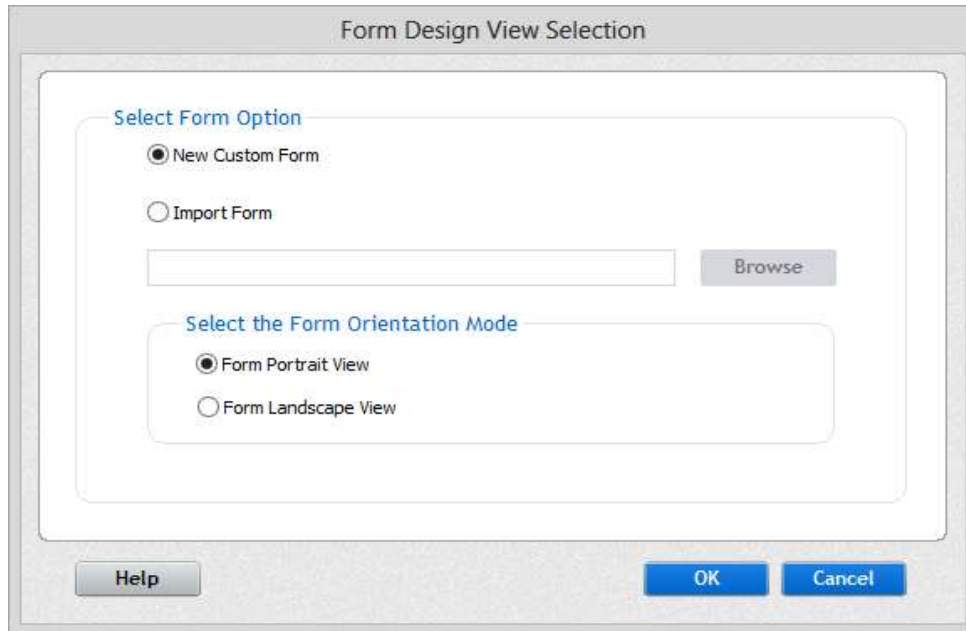 Form Design View Selection
Select Form Option
New Custom Form
Import Form
Browse
Select the Form Orientation Mode
Form Portrait View
Form Landscape View
Help OK Cancel